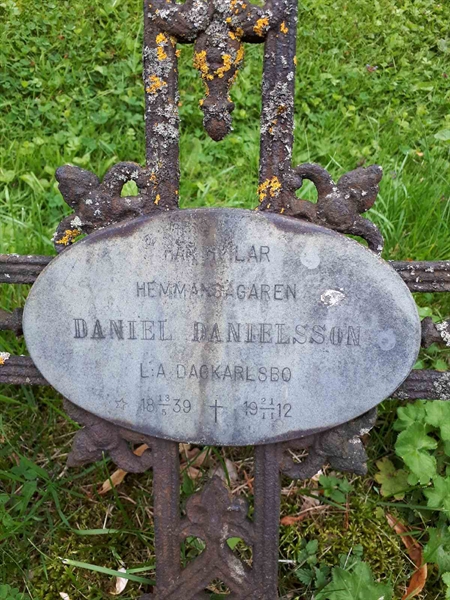 HÄR HVILAR
HEMMANSÄGAREN
DANIEL DANIELSSON
L:A DACKARLSBO
☆ 18 13/5 39 † 19 21/11 12